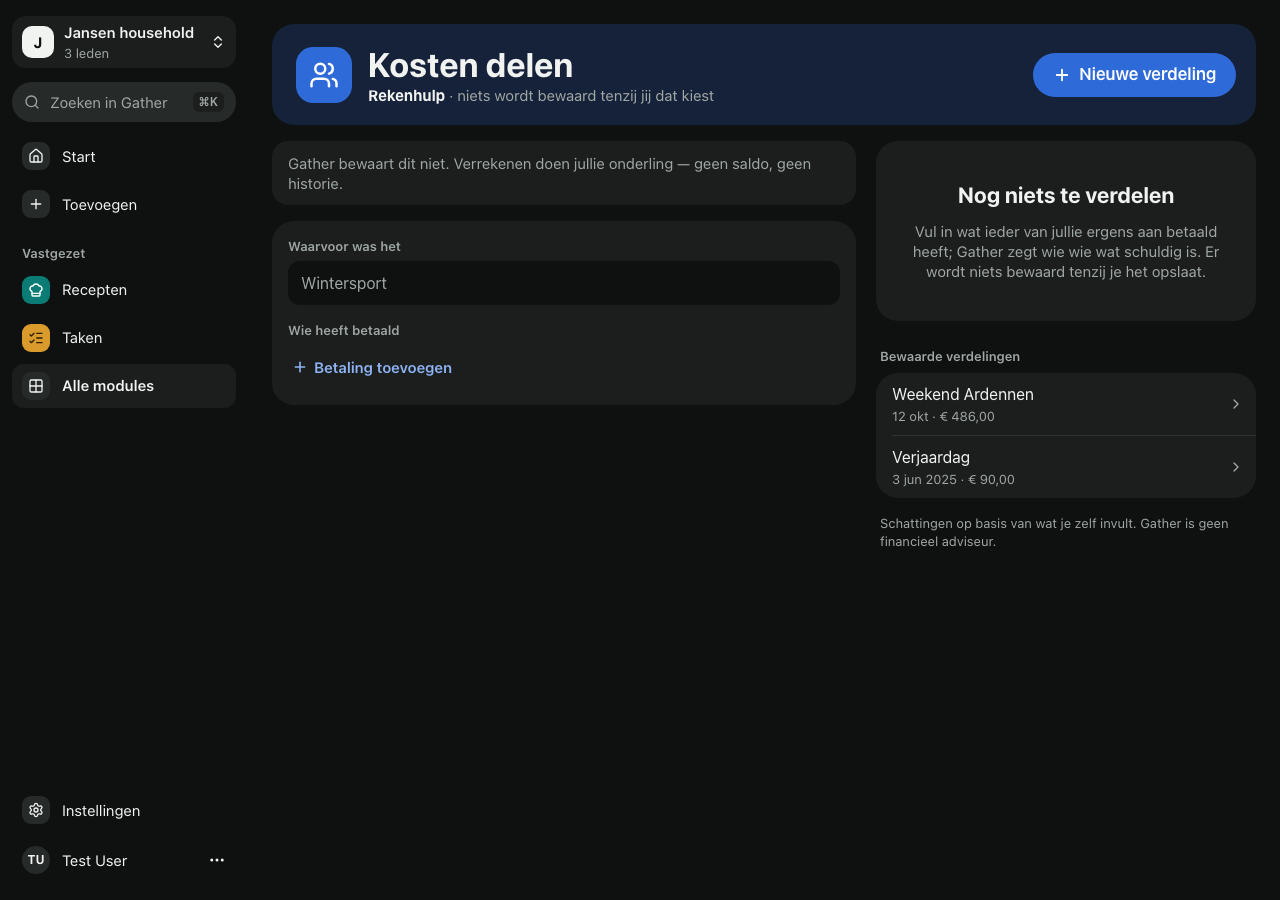 J
Jansen household
3 leden
Zoeken in Gather
⌘K
Start
Toevoegen
Vastgezet
Recepten
Taken
Alle modules
Instellingen
TU
Test User
Kosten delen
Rekenhulp · niets wordt bewaard tenzij jij dat kiest
Nieuwe verdeling
Gather bewaart dit niet. Verrekenen doen jullie onderling — geen saldo, geen
historie.
Waarvoor was het
Wintersport
Wie heeft betaald
Betaling toevoegen
Nog niets te verdelen
Vul in wat ieder van jullie ergens aan betaald
heeft; Gather zegt wie wie wat schuldig is. Er
wordt niets bewaard tenzij je het opslaat.
Bewaarde verdelingen
Weekend Ardennen
12 okt · € 486,00
Verjaardag
3 jun 2025 · € 90,00
Schattingen op basis van wat je zelf invult. Gather is geen
financieel adviseur.